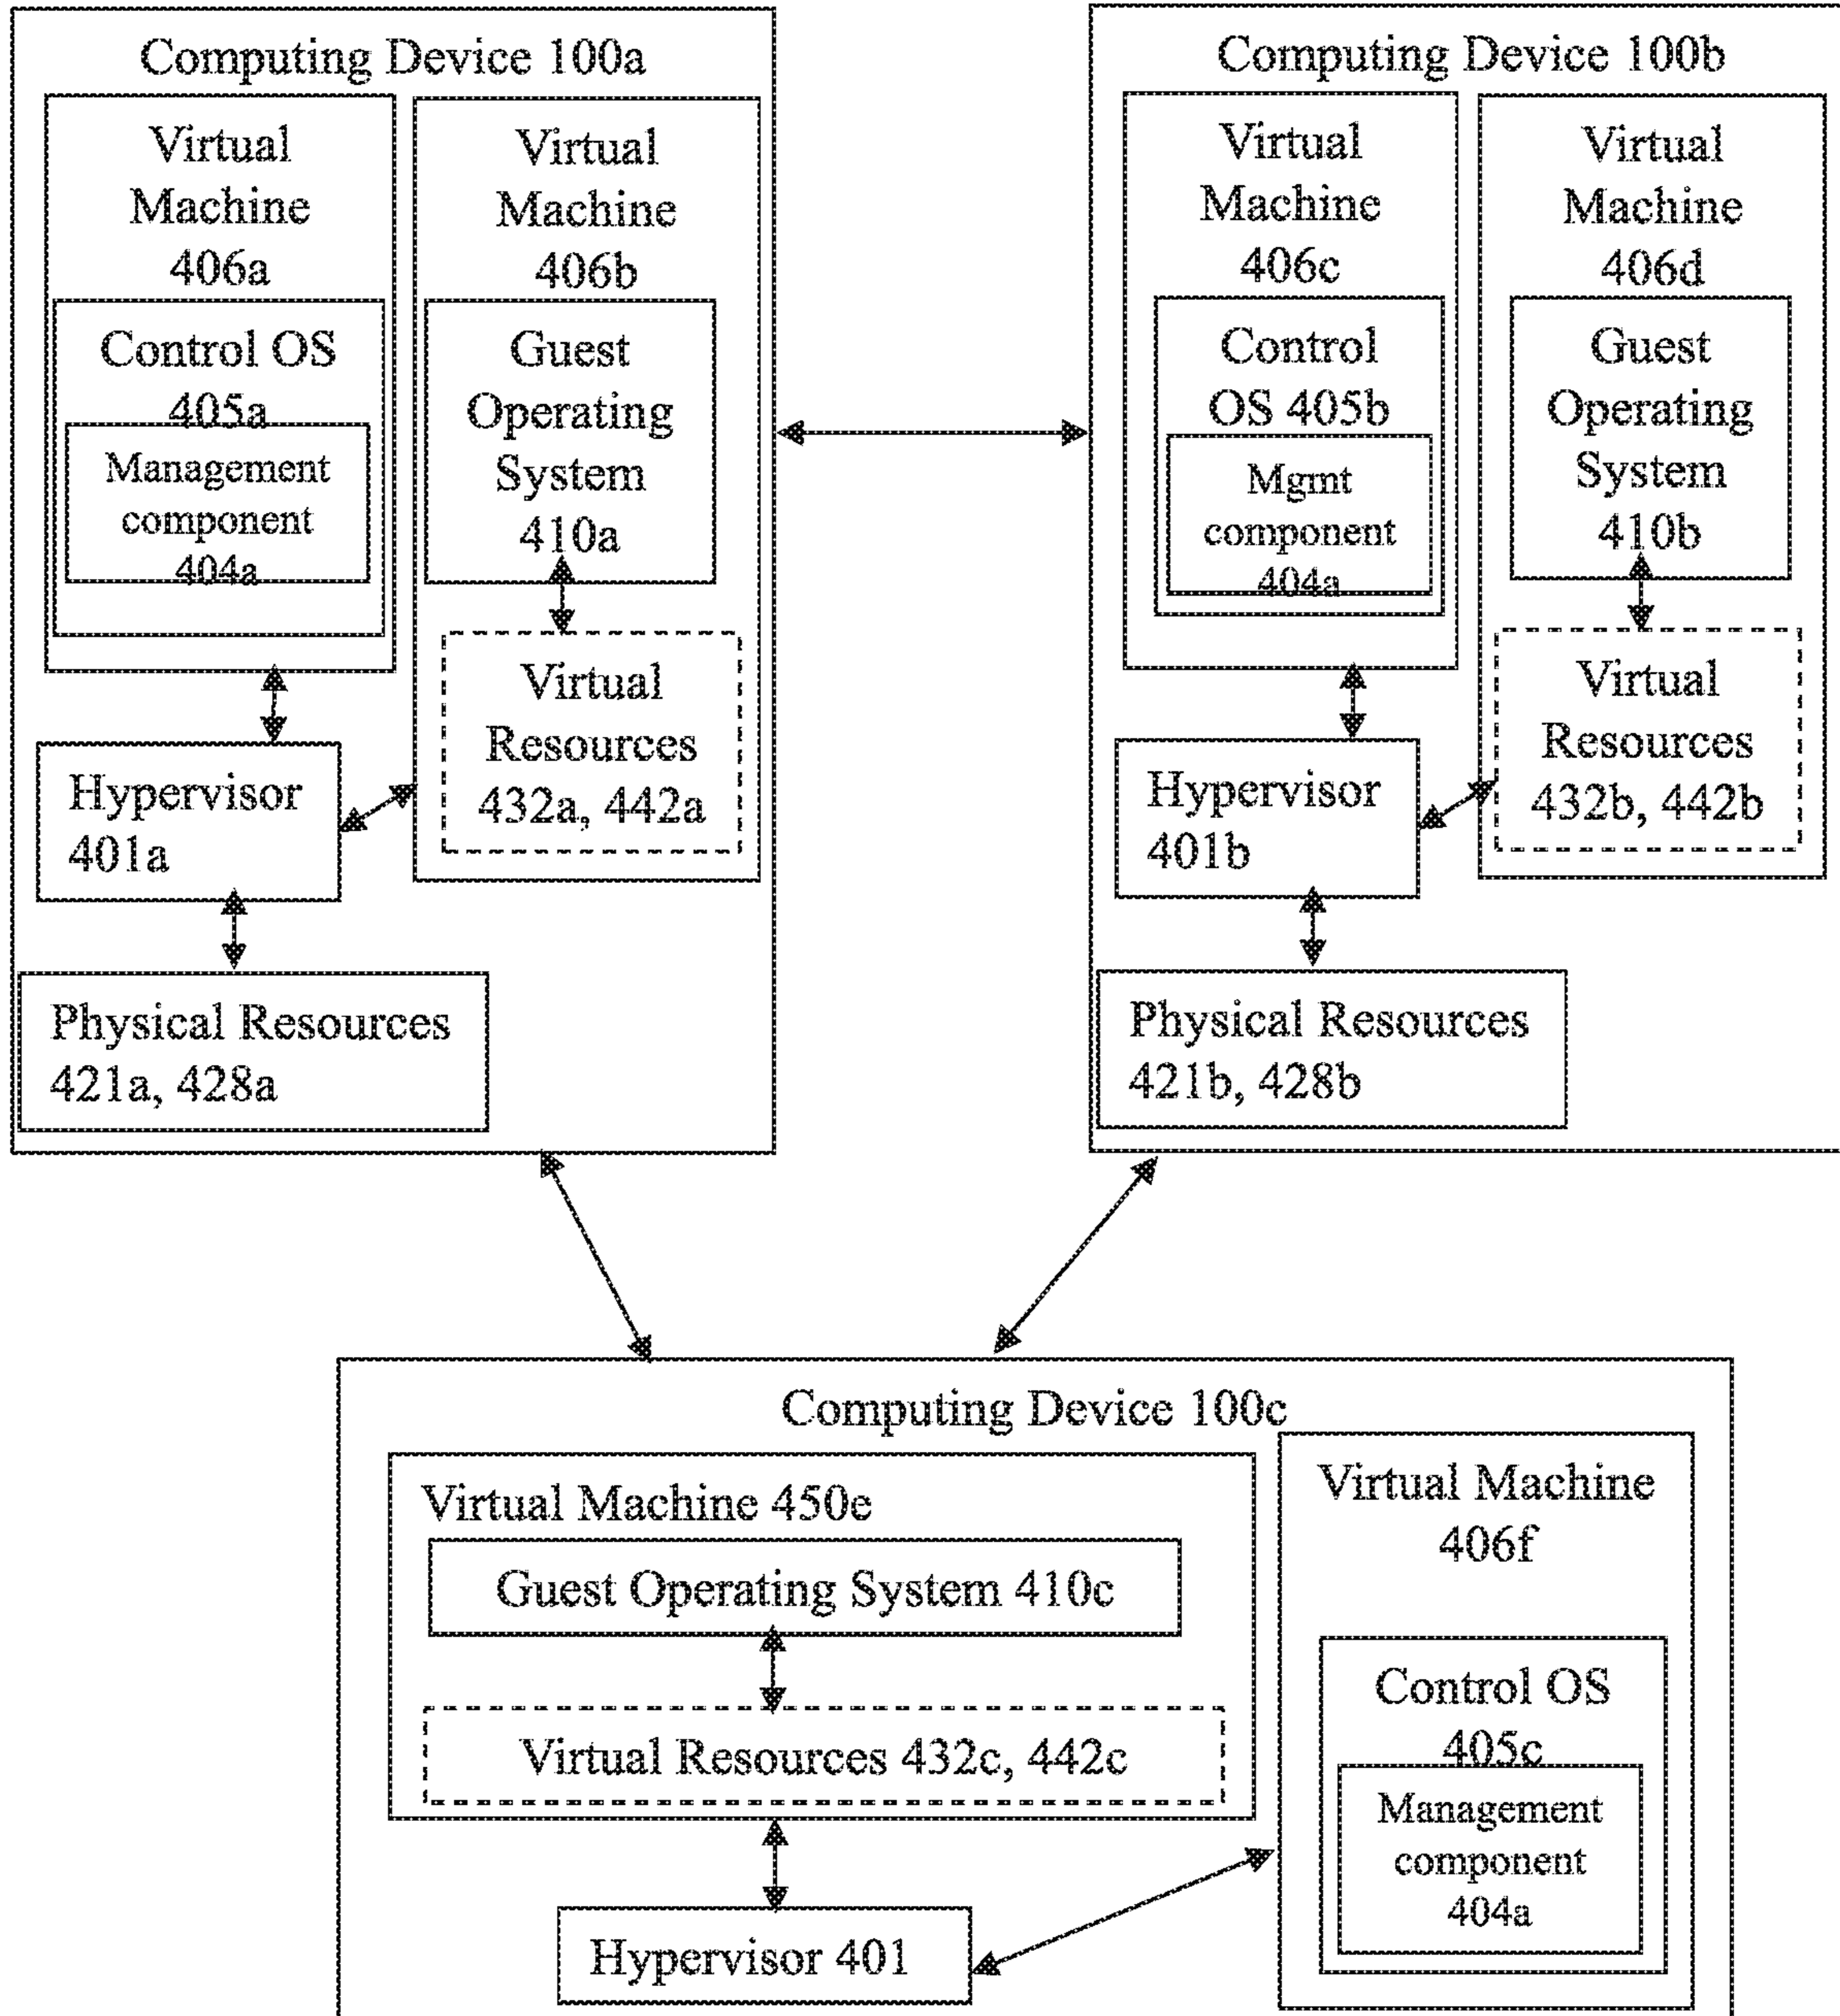 Computing Device 100a
Virtual
Machine
406a
Control OS
405a
Management
component
404a
Virtual
Machine
406b
Guest
Operating
System
410a
Virtual
Resources
432a, 442a
Hypervisor
401a
Physical Resources
421a, 428a
Computing Device 100b
Virtual
Machine
406c
Control
OS 405b
Mgmt
component
404a
Virtual
Machine
406d
Guest
Operating
System
410b
Virtual
Resources
432b, 442b
Hypervisor
401b
Physical Resources
421b, 428b
Computing Device 100c
Virtual Machine 450e
Guest Operating System 410c
Virtual Resources 432c, 442c
Hypervisor 401
Virtual Machine
406f
Control OS
405c
Management
component
404a